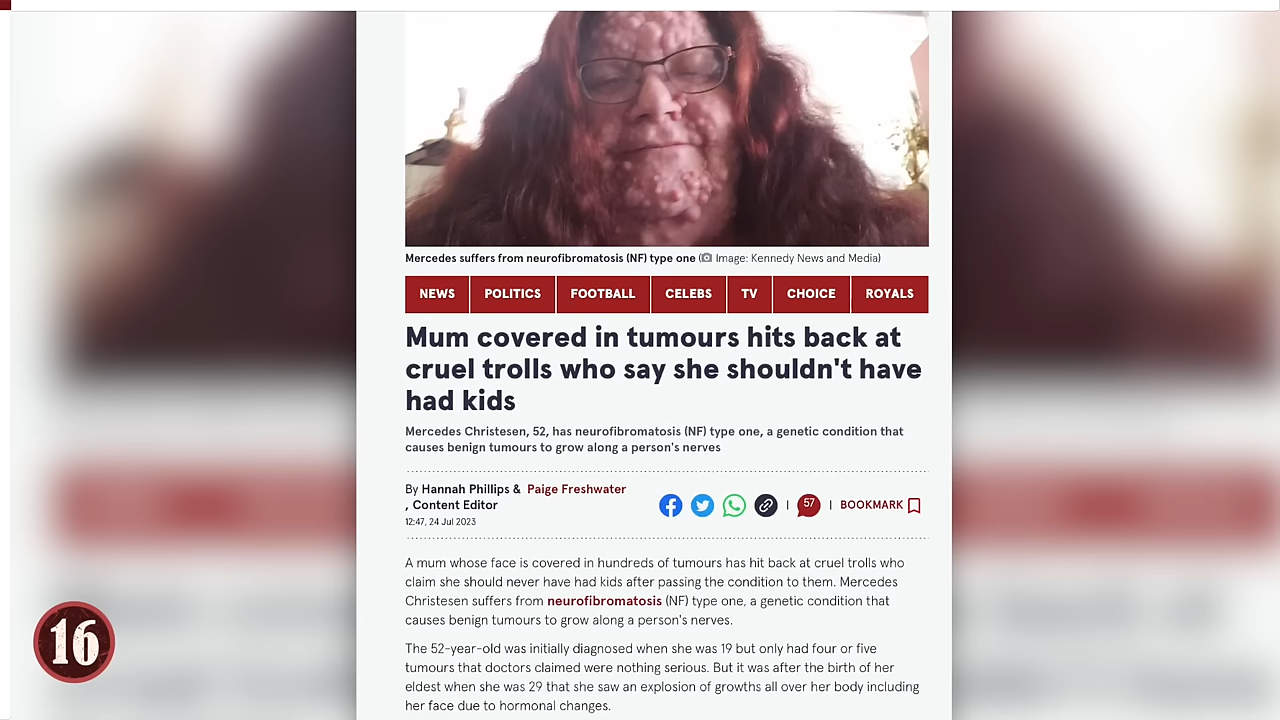 Mercedes suffers from neurofibromatosis (NF) type one ( Image: Kennedy News and Media)
NEWS POLITICS FOOTBALL CELEBS TV CHOICE ROYALS
Mum covered in tumours hits back at
cruel trolls who say she shouldn't have
had kids
Mercedes Christesen, 52, has neurofibromatosis (NF) type one, a genetic condition that
causes benign tumours to grow along a person's nerves
By Hannah Phillips & Paige Freshwater
, Content Editor
12:47, 24 Jul 2023
57
BOOKMARK
A mum whose face is covered in hundreds of tumours has hit back at cruel trolls who
claim she should never have had kids after passing the condition to them. Mercedes
Christesen suffers from neurofibromatosis (NF) type one, a genetic condition that
causes benign tumours to grow along a person's nerves.
The 52-year-old was initially diagnosed when she was 19 but only had four or five
tumours that doctors claimed were nothing serious. But it was after the birth of her
eldest when she was 29 that she saw an explosion of growths all over her body including
her face due to hormonal changes.
16